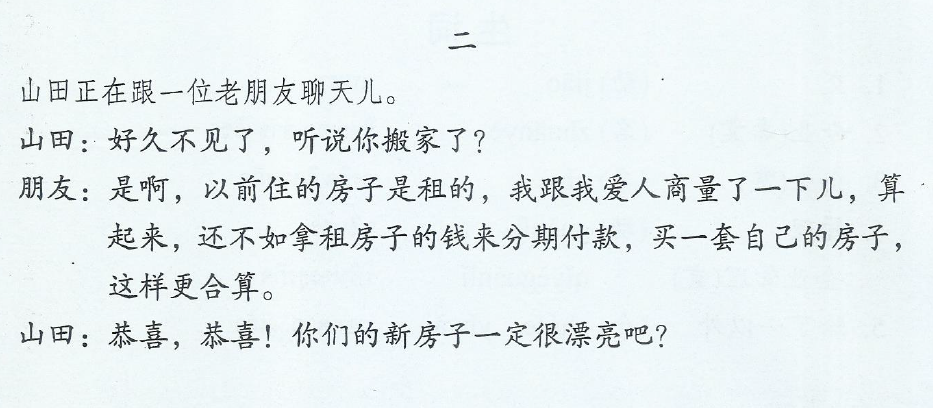 二
山田正在跟一位老朋友聊天儿。
山田：好久不见了，听说你搬家了？
朋友：是啊，以前住的房子是租的，我跟我爱人商量了一下儿，算
起来，还不如拿租房子的钱来分期付款，买一套自己的房子，
这样更合算。
山田：恭喜，恭喜！你们的新房子一定很漂亮吧？